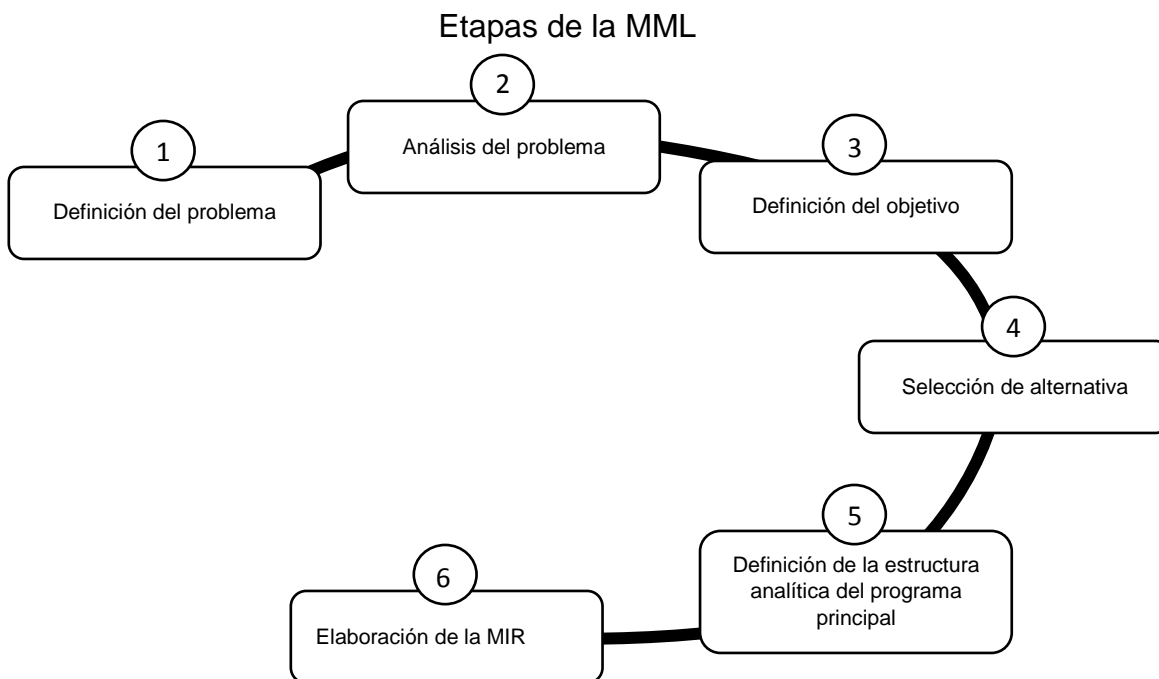 Etapas de la MML
1
Definición del problema
2
Análisis del problema
3
Definición del objetivo
4
Selección de alternativa
5
Definición de la estructura
analítica del programa
principal
6
Elaboración de la MIR